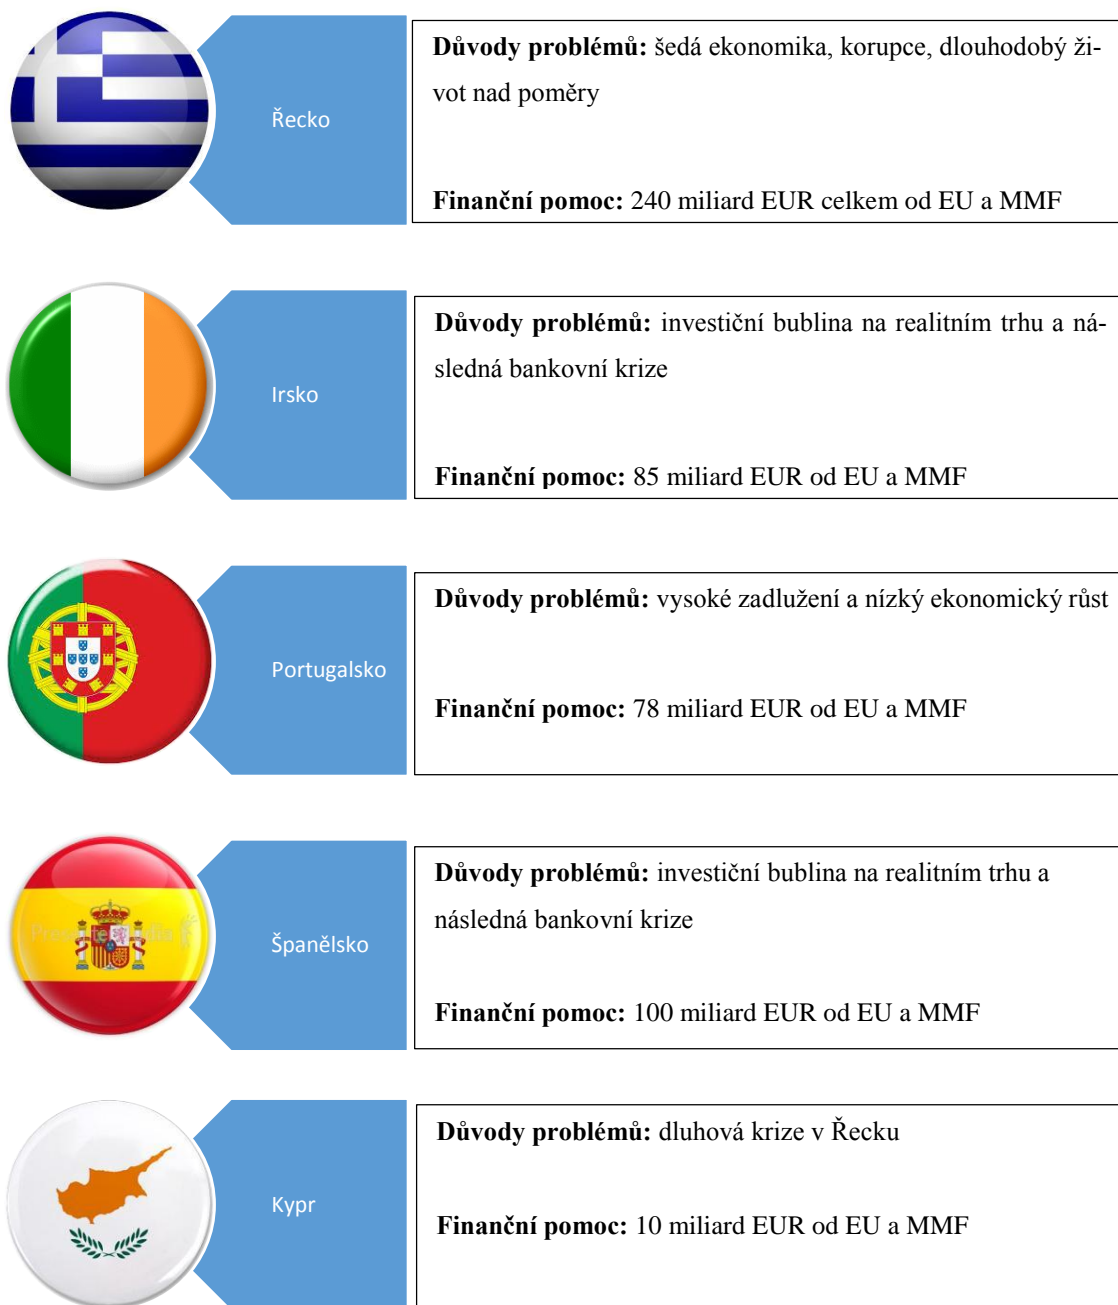 Řecko
Důvody problémů: šedá ekonomika, korupce, dlouhodobý ži-
vot nad poměry
Finanční pomoc: 240 miliard EUR celkem od EU a MMF
Irsko
Důvody problémů: investiční bublina na realitním trhu a ná-
sledná bankovní krize
Finanční pomoc: 85 miliard EUR od EU a MMF
Portugalsko
Důvody problémů: vysoké zadlužení a nízký ekonomický růst
Finanční pomoc: 78 miliard EUR od EU a MMF
Španělsko
Důvody problémů: investiční bublina na realitním trhu a
následná bankovní krize
Finanční pomoc: 100 miliard EUR od EU a MMF
Kypr
Důvody problémů: dluhová krize v Řecku
Finanční pomoc: 10 miliard EUR od EU a MMF